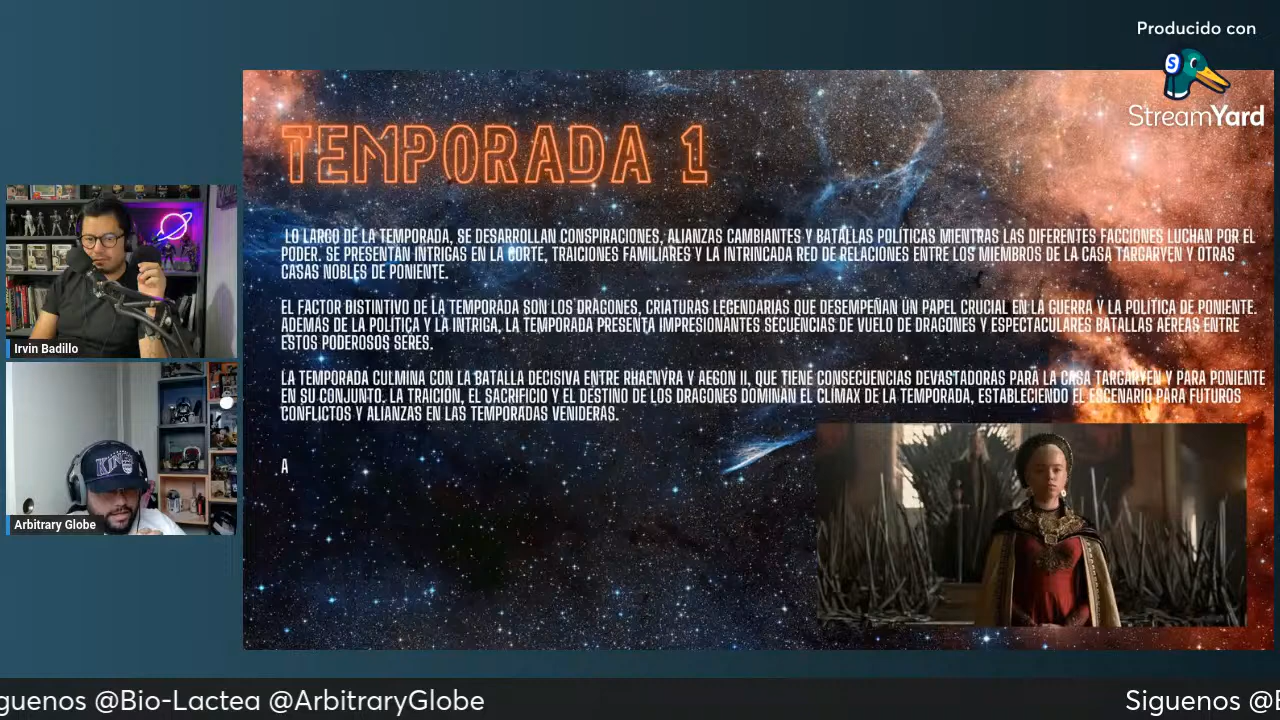 Producido con
StreamYard
TEMPORADA 1
LO LARGO DE LA TEMPORADA, SE DESARROLLAN CONSPIRACIONES, ALIANZAS CAMBIANTES Y BATALLAS POLÍTICAS MIENTRAS LAS DIFERENTES FACCIONES LUCHAN POR EL
PODER. SE PRESENTAN INTRIGAS EN LA CORTE, TRAICIONES FAMILIARES Y LA INTRINCADA RED DE RELACIONES ENTRE LOS MIEMBROS DE LA CASA TARGARYEN Y OTRAS
CASAS NOBLES DE PONIENTE.
EL FACTOR DISTINTIVO DE LA TEMPORADA SON LOS DRAGONES, CRIATURAS LEGENDARIAS QUE DESEMPEÑAN UN PAPEL CRUCIAL EN LA GUERRA Y LA POLÍTICA DE PONIENTE.
ADEMÁS DE LA POLÍTICA Y LA INTRIGA, LA TEMPORADA PRESENTA IMPRESIONANTES SECUENCIAS DE VUELO DE DRAGONES Y ESPECTACULARES BATALLAS AÉREAS ENTRE
ESTOS PODEROSOS SERES.
LA TEMPORADA CULMINA CON LA BATALLA DECISIVA ENTRE RHAENYRA Y AEGON II, QUE TIENE CONSECUENCIAS DEVASTADORAS PARA LA CASA TARGARYEN Y PARA PONIENTE
EN SU CONJUNTO. LA TRAICIÓN, EL SACRIFICIO Y EL DESTINO DE LOS DRAGONES DOMINAN EL CLÍMAX DE LA TEMPORADA, ESTABLECIENDO EL ESCENARIO PARA FUTUROS
CONFLICTOS Y ALIANZAS EN LAS TEMPORADAS VENIDERAS.
A
Irvin Badillo
KINGS
Arbitrary Globe
guenos @Bio-Lactea @ArbitraryGlobe
Siguenos @B